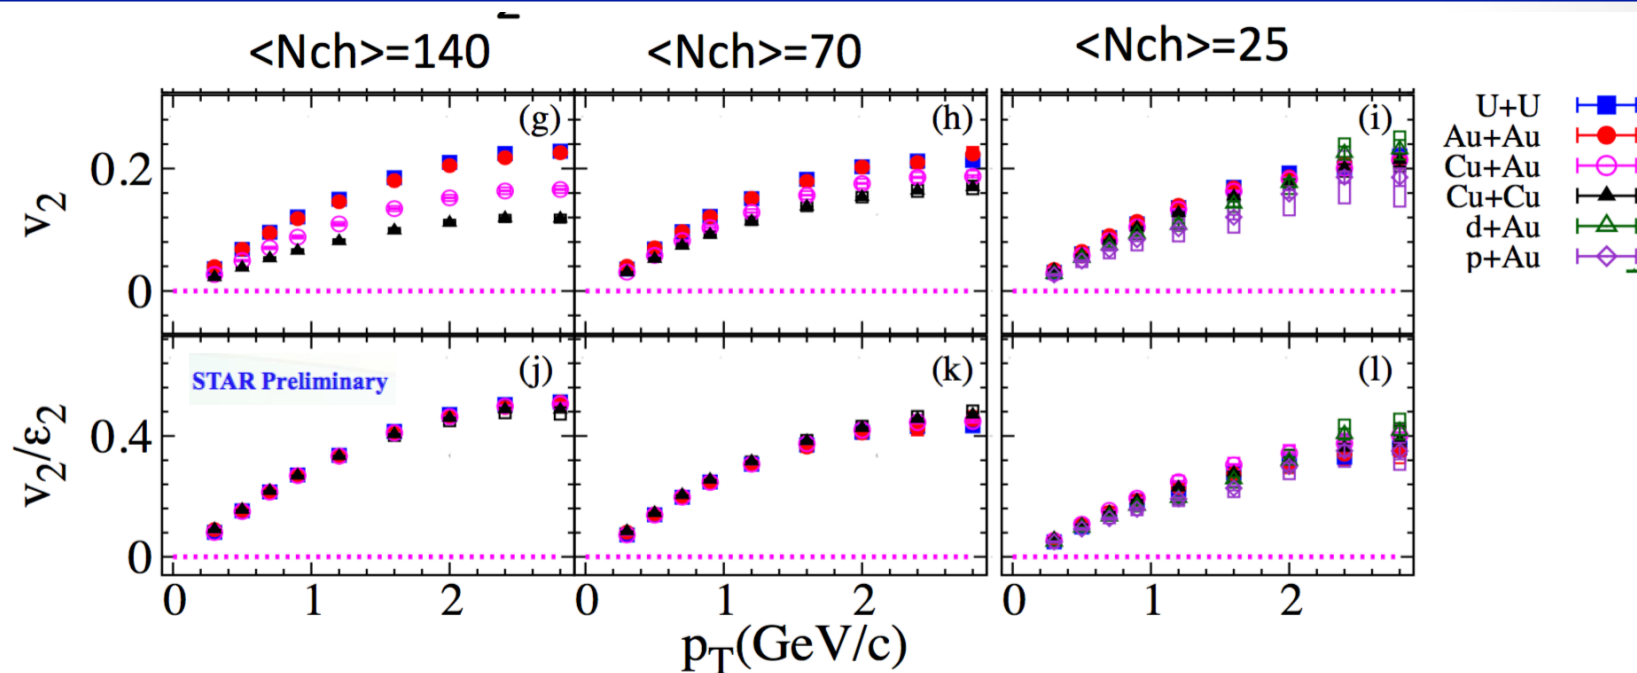 <Nch>=140 <Nch>=70 <Nch>=25
(g) (h) (i)
U+U
Au+Au
Cu+Au
Cu+Cu
d+Au
p+Au
v2
0.2
0
STAR Preliminary
(j) (k) (l)
v2/ε2
0.4
0
0 1 2 0 1 2 0 1 2
pT(GeV/c)